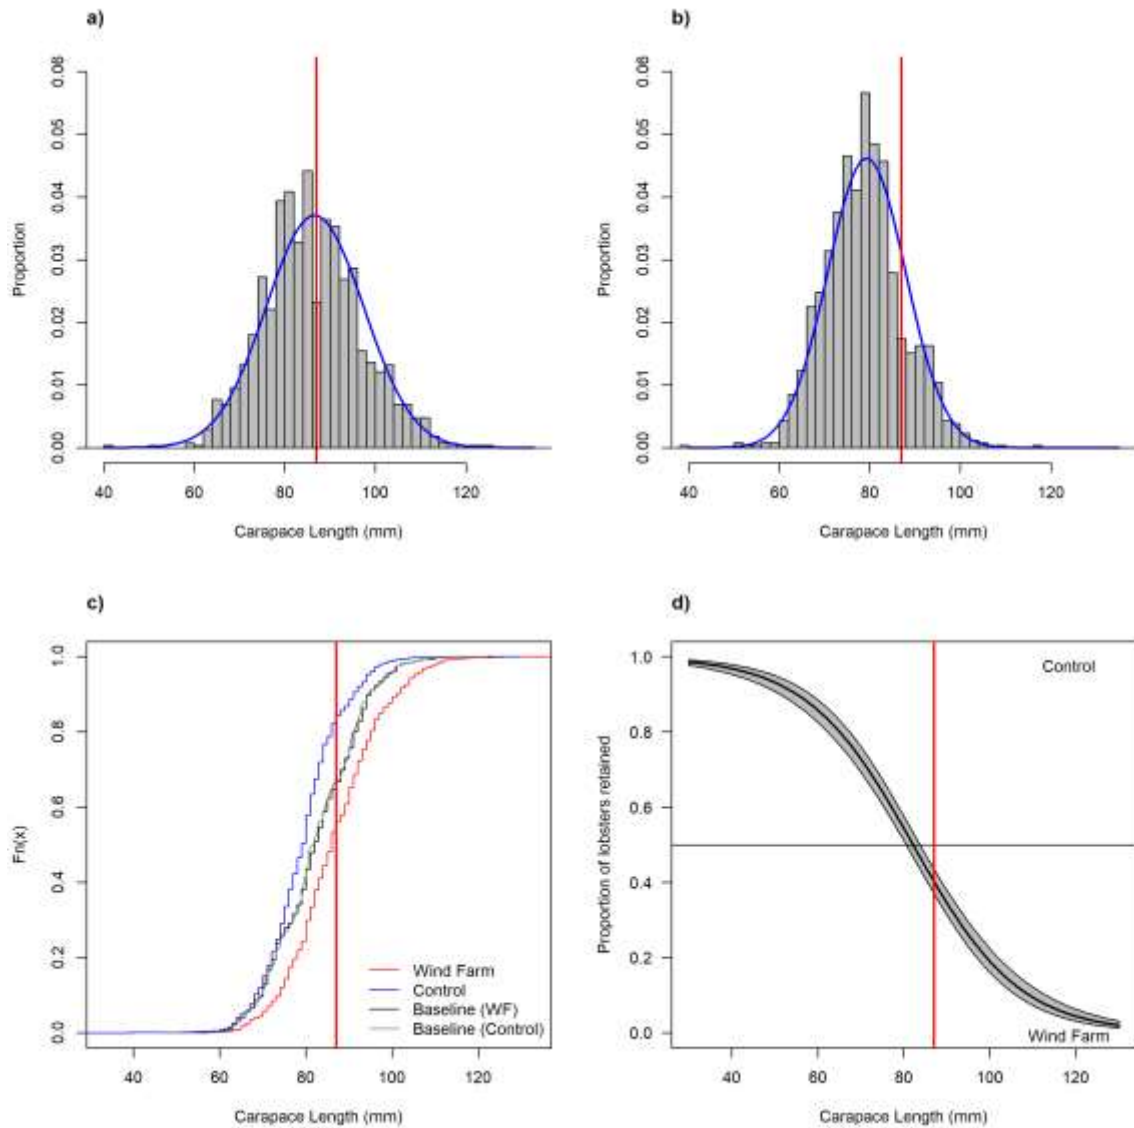 a)
0.06
0.05
0.04
0.03
0.02
0.01
0.00
Proportion
40 60 80 100 120
Carapace Length (mm)
b)
0.06
0.05
0.04
0.03
0.02
0.01
0.00
Proportion
40 60 80 100 120
Carapace Length (mm)
c)
1.0
0.8
0.6
0.4
0.2
0.0
Fn(x)
Wind Farm
Control
Baseline (WF)
Baseline (Control)
40 60 80 100 120
Carapace Length (mm)
d)
1.0
0.8
0.6
0.4
0.2
0.0
Proportion of lobsters retained
Control
Wind Farm
40 60 80 100 120
Carapace Length (mm)